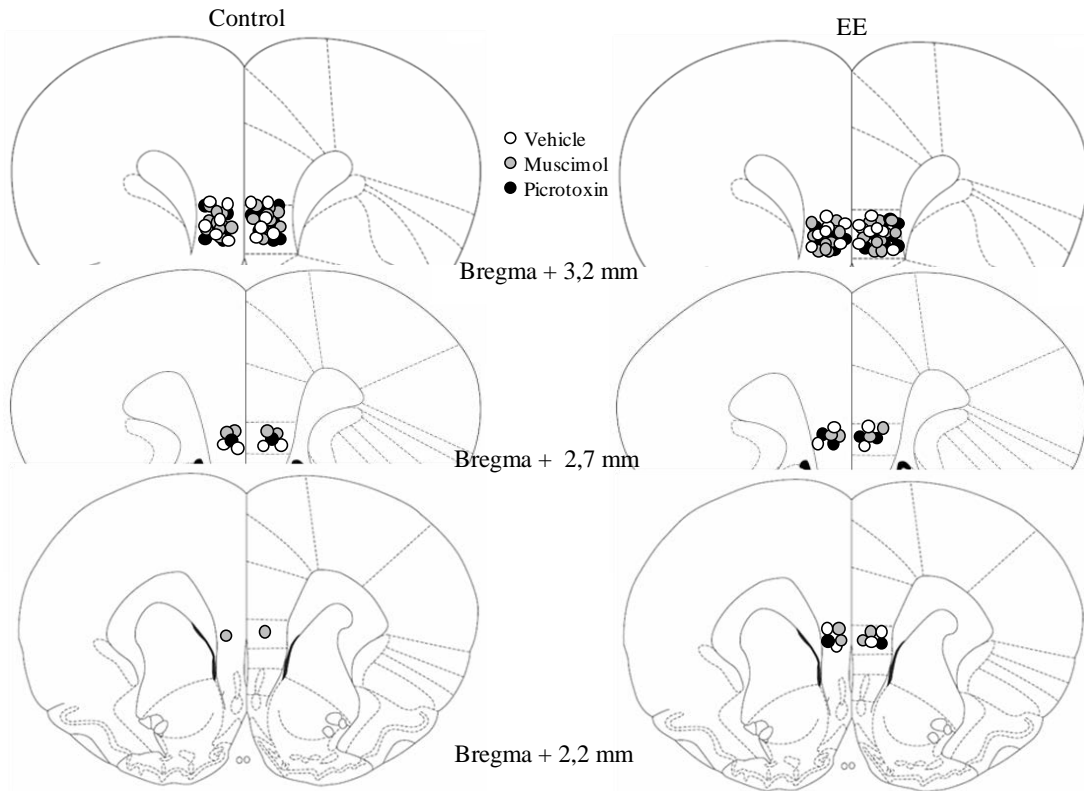 Control
EE
Vehicle
Muscimol
Picrotoxin
Bregma + 3,2 mm
Bregma + 2,7 mm
Bregma + 2,2 mm